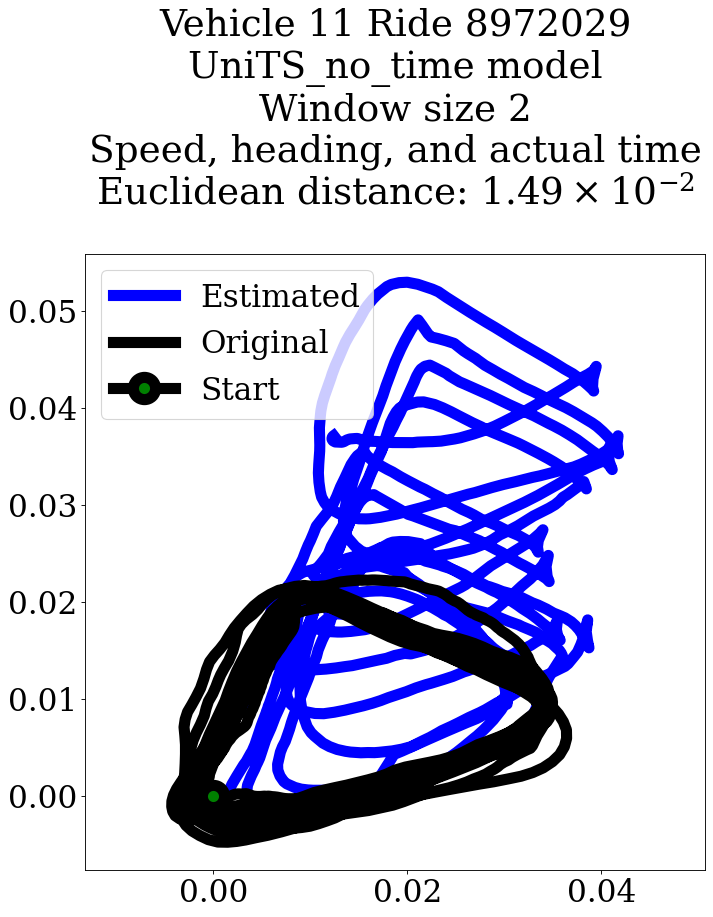 Vehicle 11 Ride 8972029
UniTS_no_time model
Window size 2
Speed, heading, and actual time
Euclidean distance: 1.49 × 10⁻²
Estimated
Original
Start
0.05
0.04
0.03
0.02
0.01
0.00
0.00 0.02 0.04